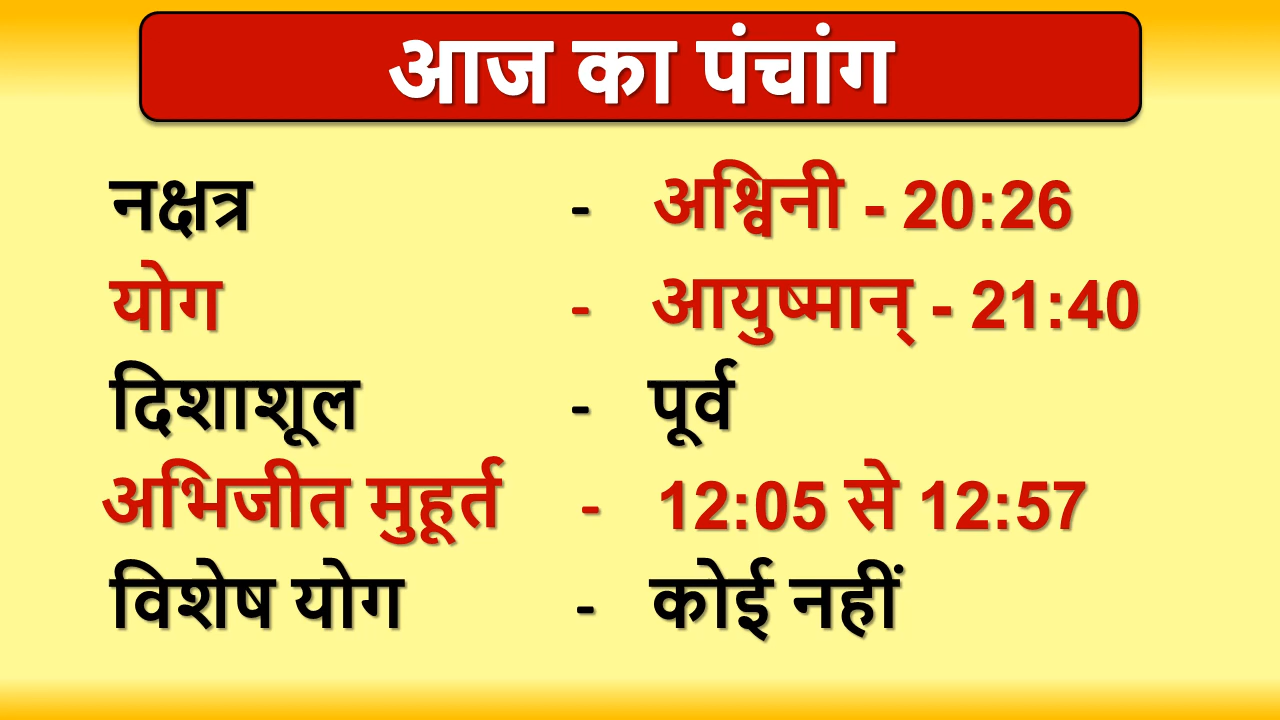 आज का पंचांग
नक्षत्र - अश्विनी - 20:26
योग - आयुष्मान् - 21:40
दिशाशूल - पूर्व
अभिजीत मुहूर्त - 12:05 से 12:57
विशेष योग - कोई नहीं